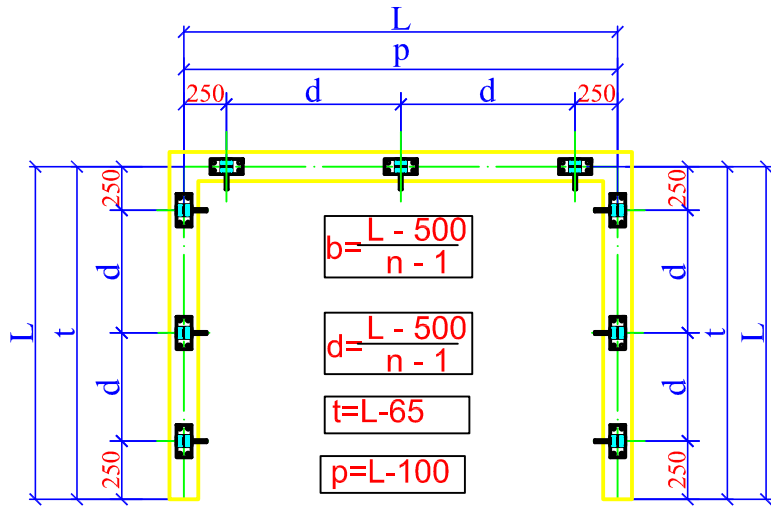 L
p
250 d d 250
250 250
b= L - 500
n - 1
d d
L t t L
d= L - 500
n - 1
d d
t=L-65
250 250
p=L-100